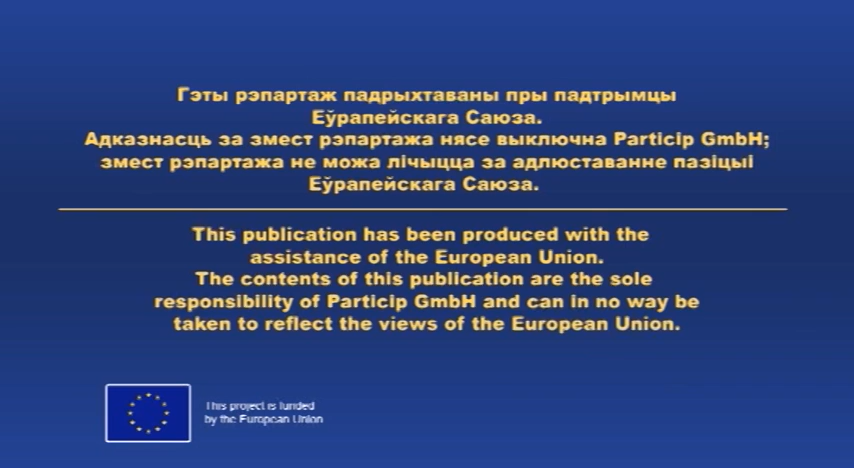 Гэты рэпартаж падрыхтаваны пры падтрымцы
Еўрапейскага Саюза.
Адказнасць за змест рэпартажа нясе выключна Particip GmbH;
змест рэпартажа не можа лічыцца за адлюстраванне пазіцыі
Еўрапейскага Саюза.
This publication has been produced with the
assistance of the European Union.
The contents of this publication are the sole
responsibility of Particip GmbH and can in no way be
taken to reflect the views of the European Union.
This project is funded
by the European Union